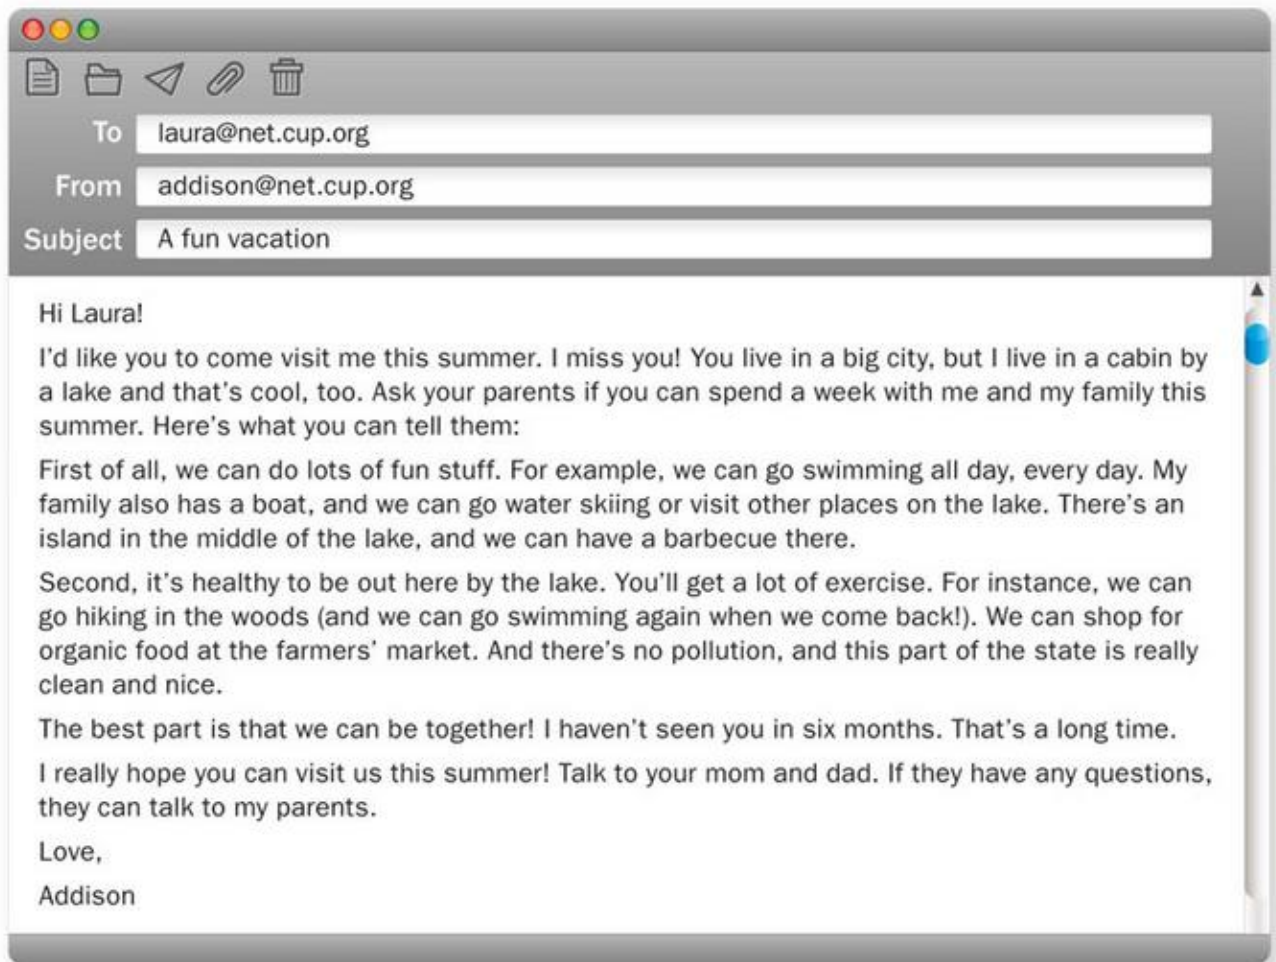 To laura@net.cup.org
From addison@net.cup.org
Subject A fun vacation
Hi Laura!
I'd like you to come visit me this summer. I miss you! You live in a big city, but I live in a cabin by
a lake and that's cool, too. Ask your parents if you can spend a week with me and my family this
summer. Here's what you can tell them:
First of all, we can do lots of fun stuff. For example, we can go swimming all day, every day. My
family also has a boat, and we can go water skiing or visit other places on the lake. There's an
island in the middle of the lake, and we can have a barbecue there.
Second, it's healthy to be out here by the lake. You'll get a lot of exercise. For instance, we can
go hiking in the woods (and we can go swimming again when we come back!). We can shop for
organic food at the farmers' market. And there's no pollution, and this part of the state is really
clean and nice.
The best part is that we can be together! I haven't seen you in six months. That's a long time.
I really hope you can visit us this summer! Talk to your mom and dad. If they have any questions,
they can talk to my parents.
Love,
Addison